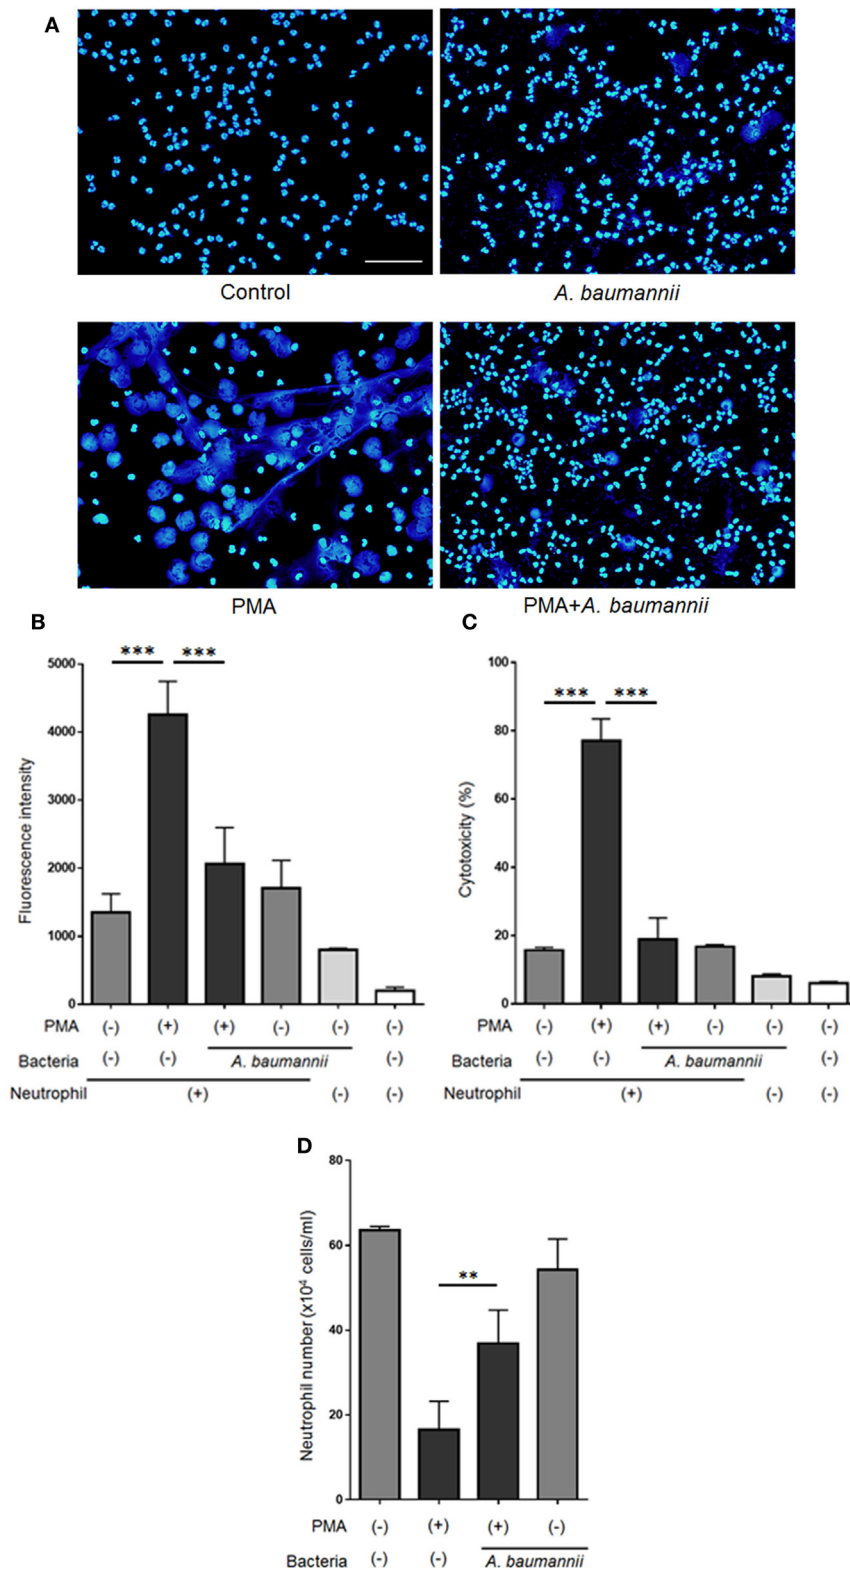 A
Control
A. baumannii
PMA
PMA+A. baumannii
B
Fluorescence intensity
5000
4000
3000
2000
1000
0
*** ***
PMA (-) (+) (+) (-) (-) (-)
Bacteria (-) (-) A. baumannii (-)
Neutrophil (+) (-) (-)
C
Cytotoxicity (%)
100
80
60
40
20
0
*** ***
PMA (-) (+) (+) (-) (-) (-)
Bacteria (-) (-) A. baumannii (-)
Neutrophil (+) (-) (-)
D
Neutrophil number (x10⁴ cells/ml)
80
60
40
20
0
**
PMA (-) (+) (+) (-)
Bacteria (-) (-) A. baumannii